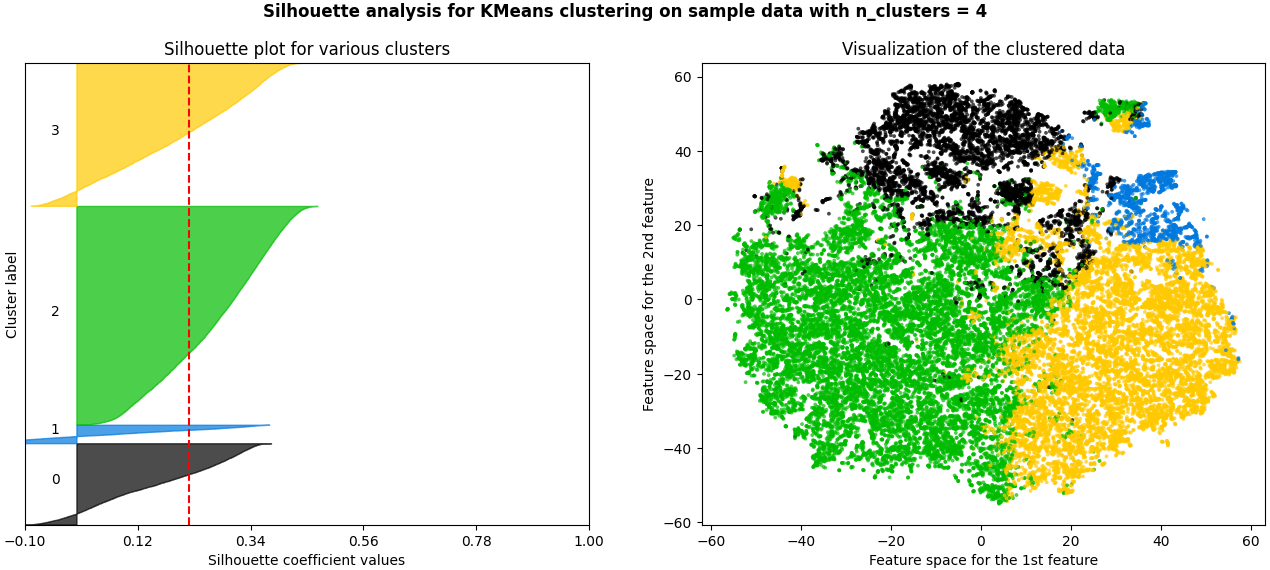 Silhouette analysis for KMeans clustering on sample data with n_clusters = 4
Silhouette plot for various clusters
3
2
1
0
Cluster label
−0.10 0.12 0.34 0.56 0.78 1.00
Silhouette coefficient values
Visualization of the clustered data
60
40
20
0
−20
−40
−60
Feature space for the 2nd feature
−60 −40 −20 0 20 40 60
Feature space for the 1st feature